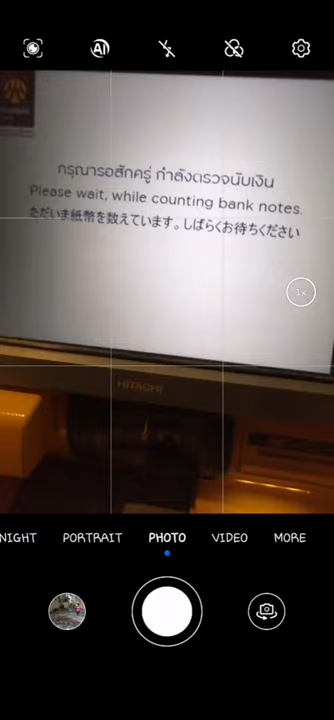 AI
กรุณารอสักครู่ กำลังตรวจนับเงิน
Please wait, while counting bank notes.
ただいま紙幣を数えています。しばらくお待ちください
1x
HITACHI
NIGHT PORTRAIT PHOTO VIDEO MORE